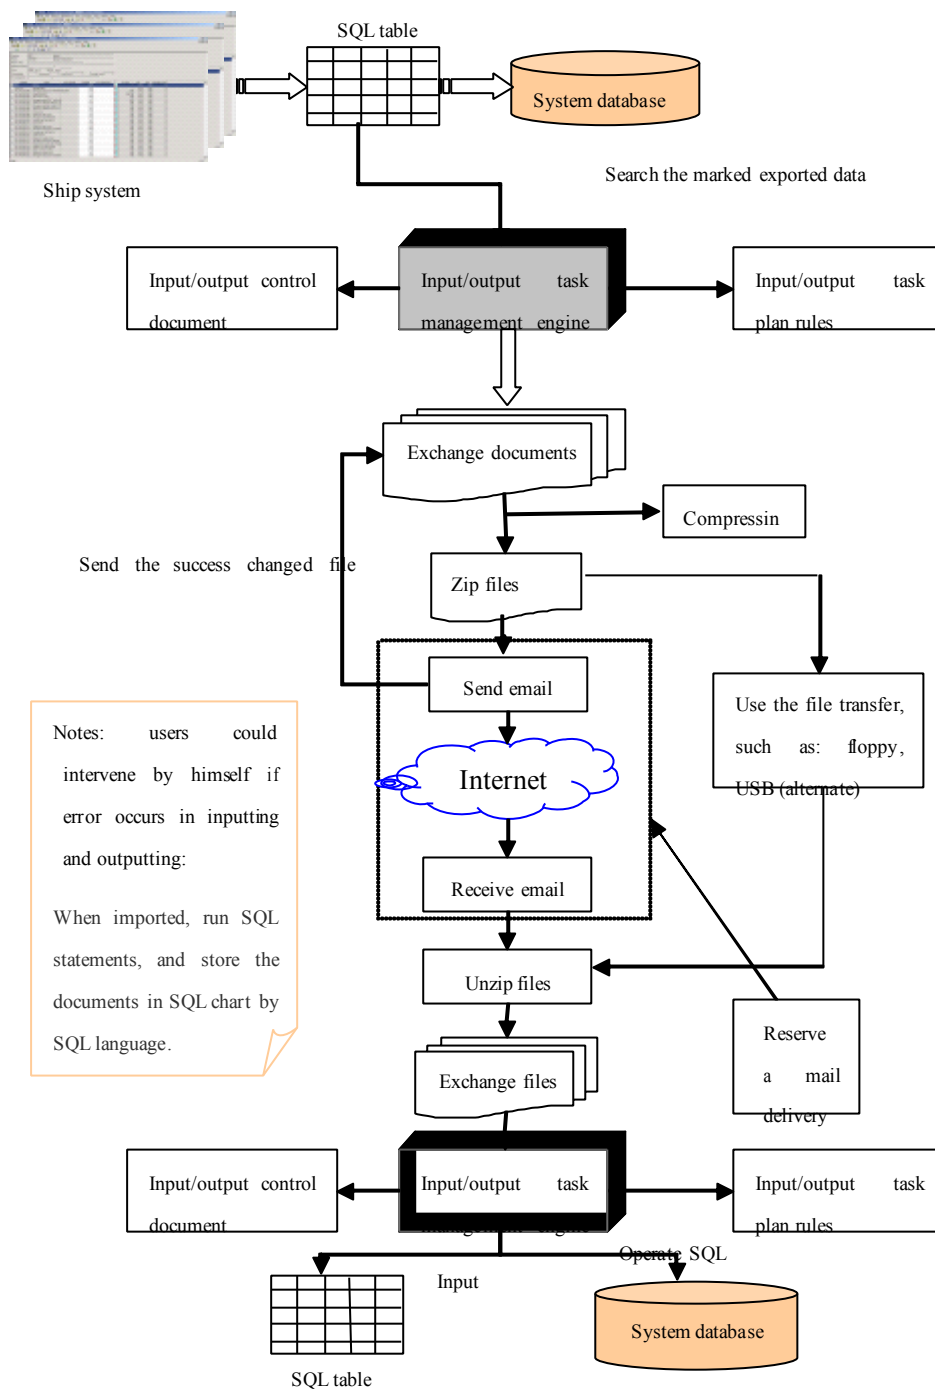 SQL table
System database
Ship system
Search the marked exported data
Input/output control
document
Input/output task
management engine
Input/output task
plan rules
Exchange documents
Compressin
Send the success changed file
Zip files
Send email
Use the file transfer,
such as: floppy,
USB (alternate)
Notes: users could
intervene by himself if
error occurs in inputting
and outputting:
When imported, run SQL
statements, and store the
documents in SQL chart by
SQL language.
Internet
Receive email
Unzip files
Reserve
a mail
delivery
Exchange files
Input/output control
document
Input/output task
management engine
Input/output task
plan rules
Operate SQL
Input
System database
SQL table